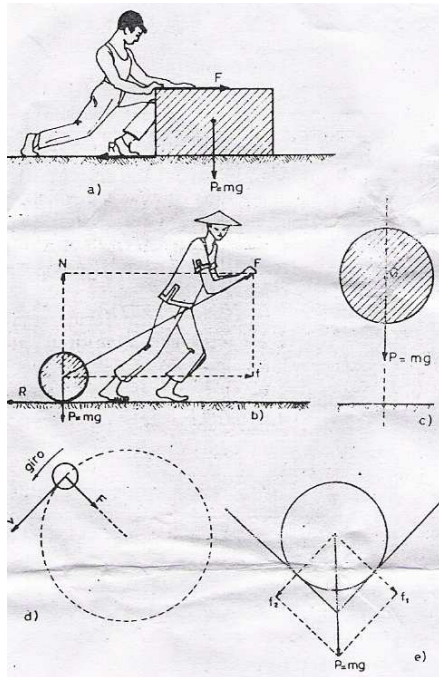 F
R
P=mg
a)
N
F
R
f
P=mg
b)
G
P=mg
c)
giro
v
F
d)
f₂
f₁
P=mg
e)